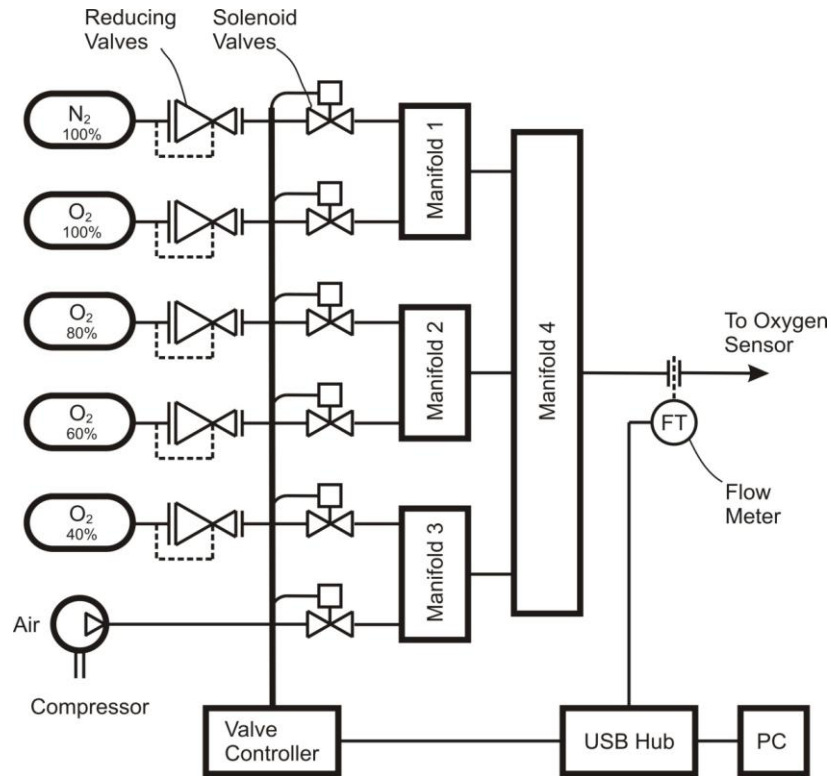 Reducing
Valves
Solenoid
Valves
N₂
100%
O₂
100%
O₂
80%
O₂
60%
O₂
40%
Air
Compressor
Manifold 1
Manifold 2
Manifold 3
Manifold 4
To Oxygen
Sensor
FT
Flow
Meter
Valve
Controller
USB Hub
PC